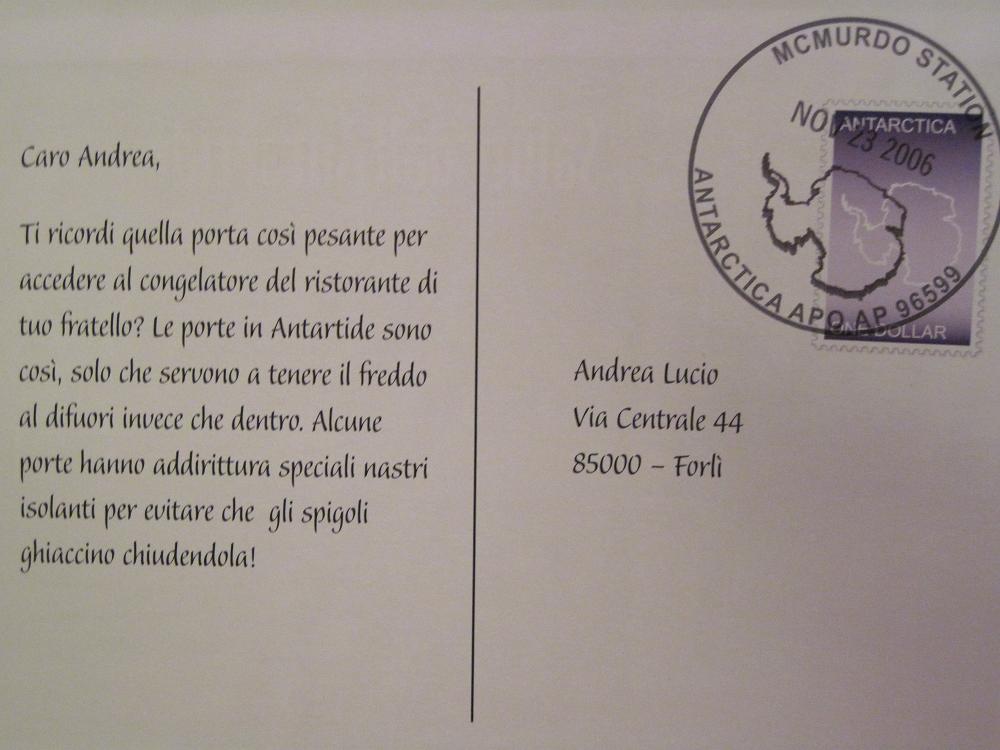 MCMURDO STATION
NOV 23 2006
ANTARCTICA APO AP 96599
ANTARCTICA
ONE DOLLAR
Caro Andrea,
Ti ricordi quella porta così pesante per
accedere al congelatore del ristorante di
tuo fratello? Le porte in Antartide sono
così, solo che servono a tenere il freddo
al difuori invece che dentro. Alcune
porte hanno addirittura speciali nastri
isolanti per evitare che gli spigoli
ghiaccino chiudendola!
Andrea Lucio
Via Centrale 44
85000 – Forlì